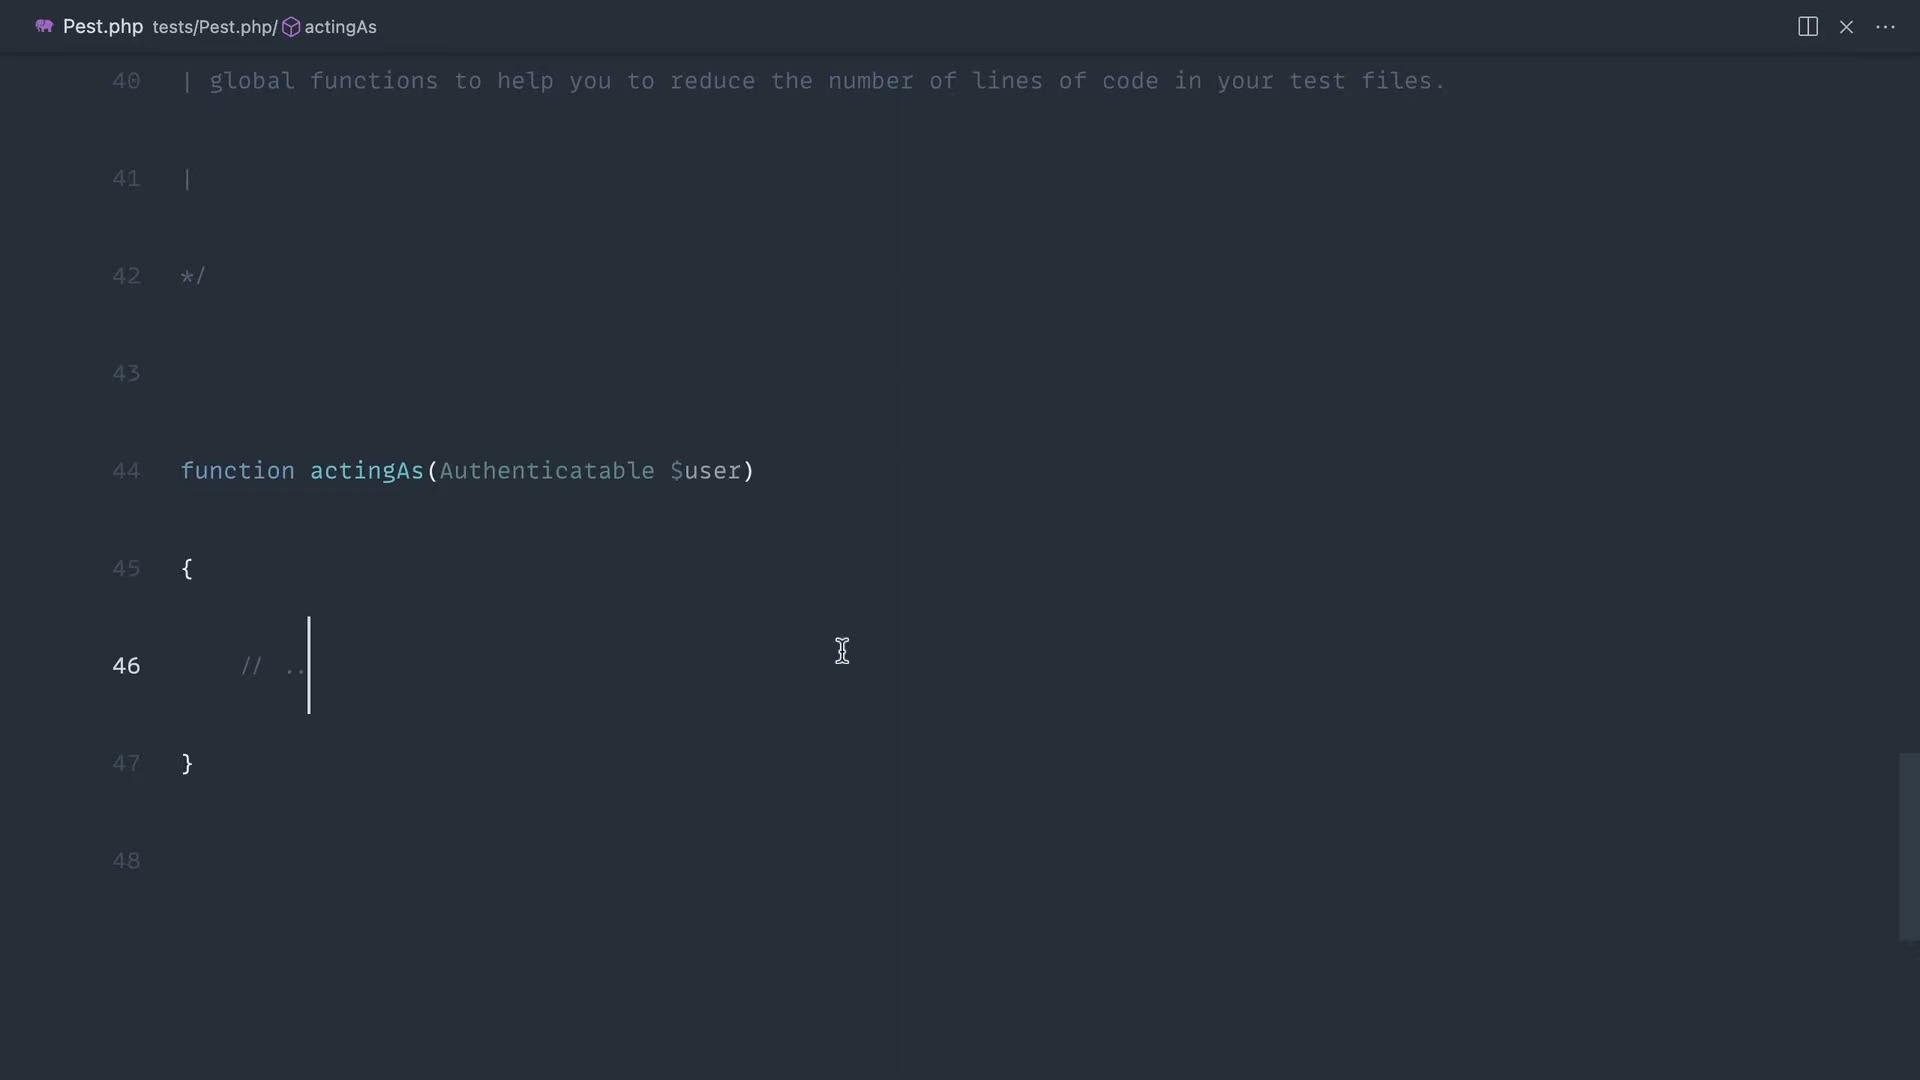 Pest.php tests/Pest.php/ actingAs
40 | global functions to help you to reduce the number of lines of code in your test files.
41 |
42 */
43
44 function actingAs(Authenticatable $user)
45 {
46 // ..
47 }
48